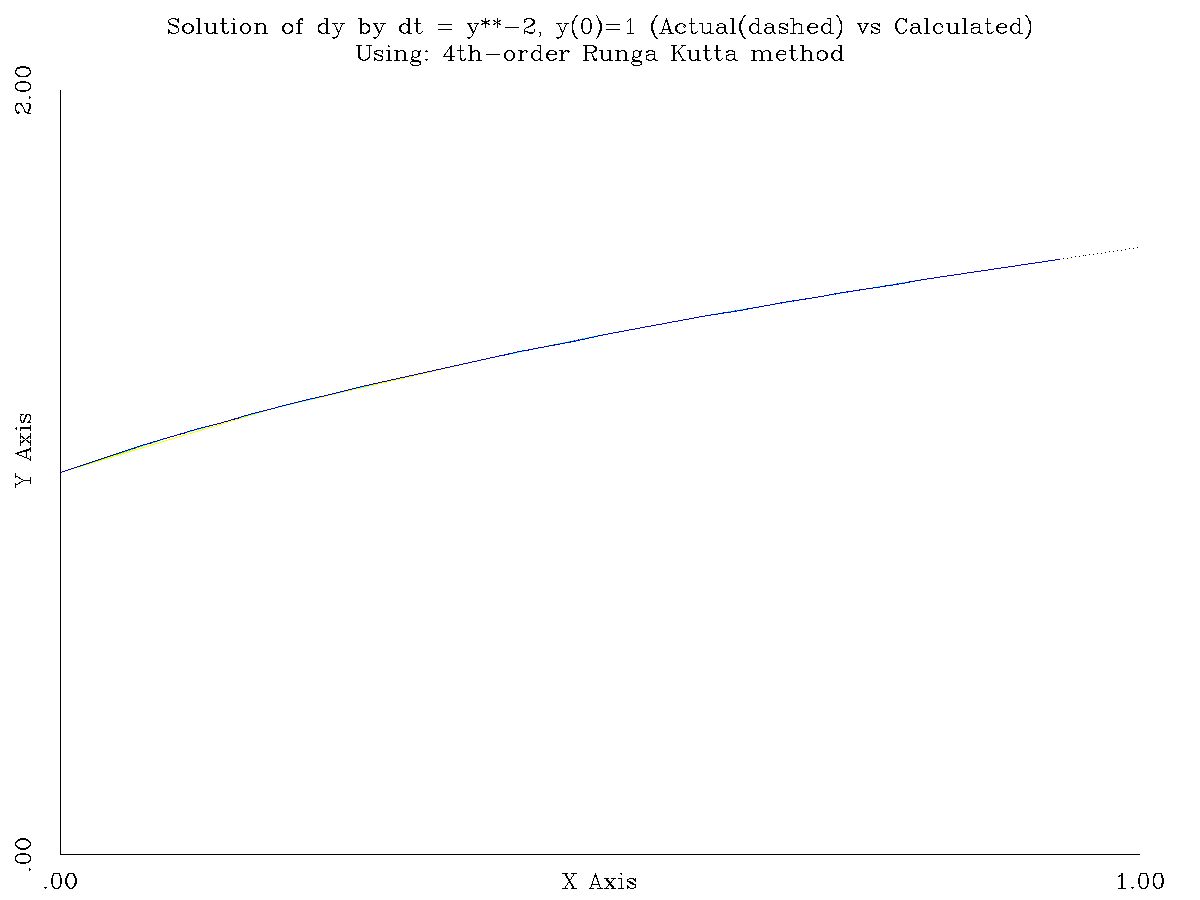 Solution of dy by dt = y**−2, y(0)=1 (Actual(dashed) vs Calculated)
Using: 4th−order Runga Kutta method
2.00
Y Axis
.00
.00
X Axis
1.00